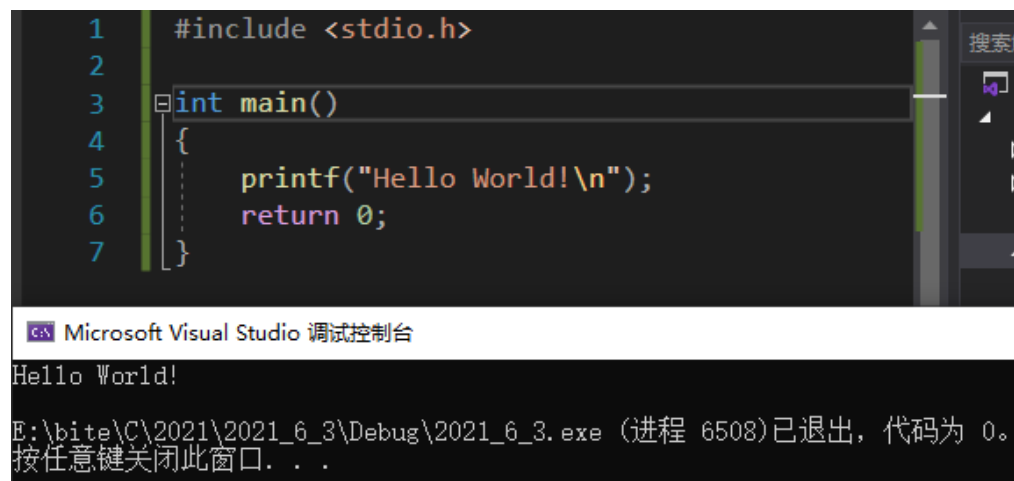 1 #include <stdio.h>
搜索
2
3 int main()
4 {
5 printf("Hello World!\n");
6 return 0;
7 }
Microsoft Visual Studio 调试控制台
Hello World!
E:\bite\C\2021\2021_6_3\Debug\2021_6_3.exe (进程 6508)已退出，代码为 0。
按任意键关闭此窗口. . .